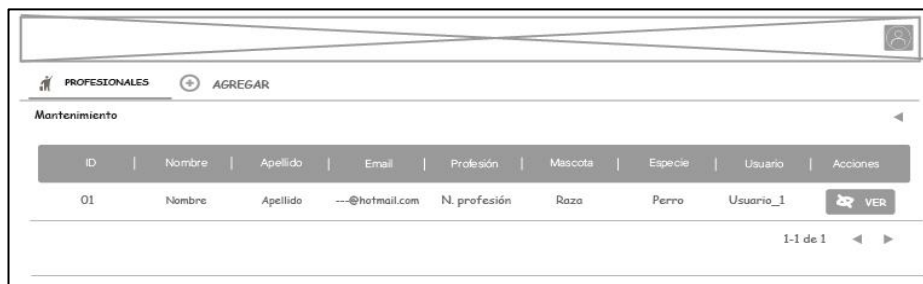 PROFESIONALES AGREGAR
Mantenimiento
ID | Nombre | Apellido | Email | Profesión | Mascota | Especie | Usuario | Acciones
01 Nombre Apellido ---@hotmail.com N. profesión Raza Perro Usuario_1 VER
1-1 de 1